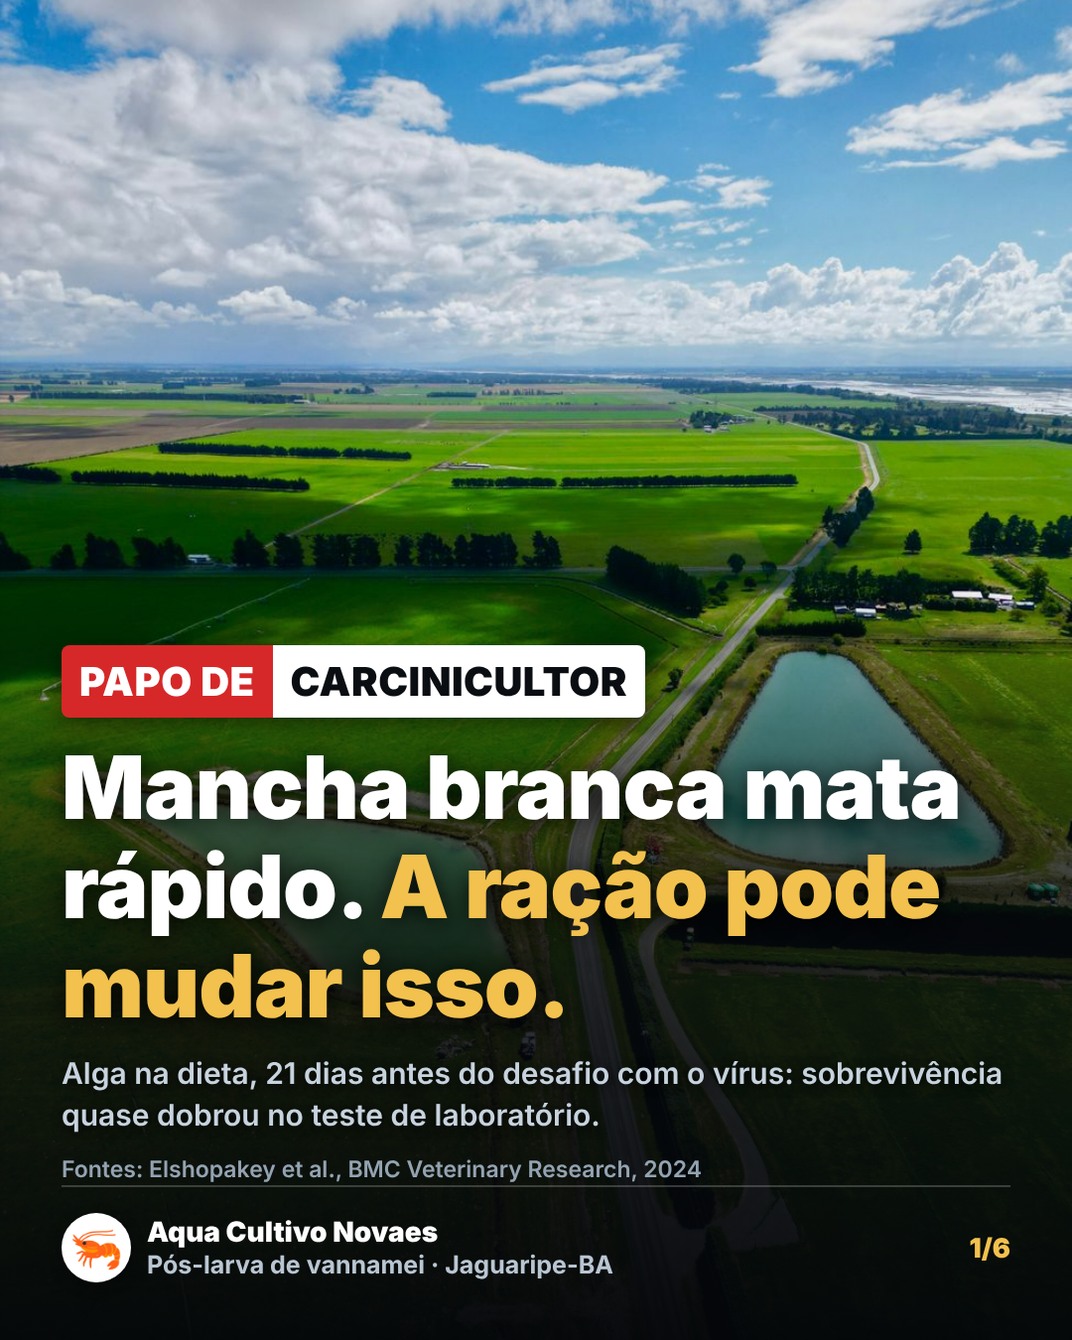 PAPO DE CARCINICULTOR
Mancha branca mata
rápido. A ração pode
mudar isso.
Alga na dieta, 21 dias antes do desafio com o vírus: sobrevivência
quase dobrou no teste de laboratório.
Fontes: Elshopakey et al., BMC Veterinary Research, 2024
Aqua Cultivo Novaes
Pós-larva de vannamei · Jaguaripe-BA
1/6